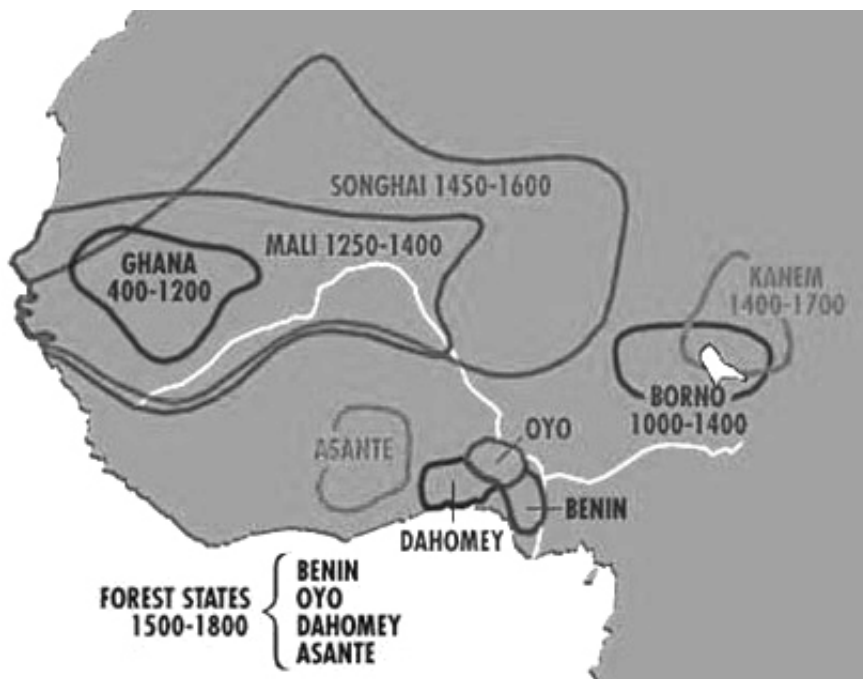 SONGHAI 1450-1600
MALI 1250-1400
GHANA
400-1200
KANEM
1400-1700
BORNO
1000-1400
ASANTE
OYO
BENIN
DAHOMEY
FOREST STATES
1500-1800
BENIN
OYO
DAHOMEY
ASANTE